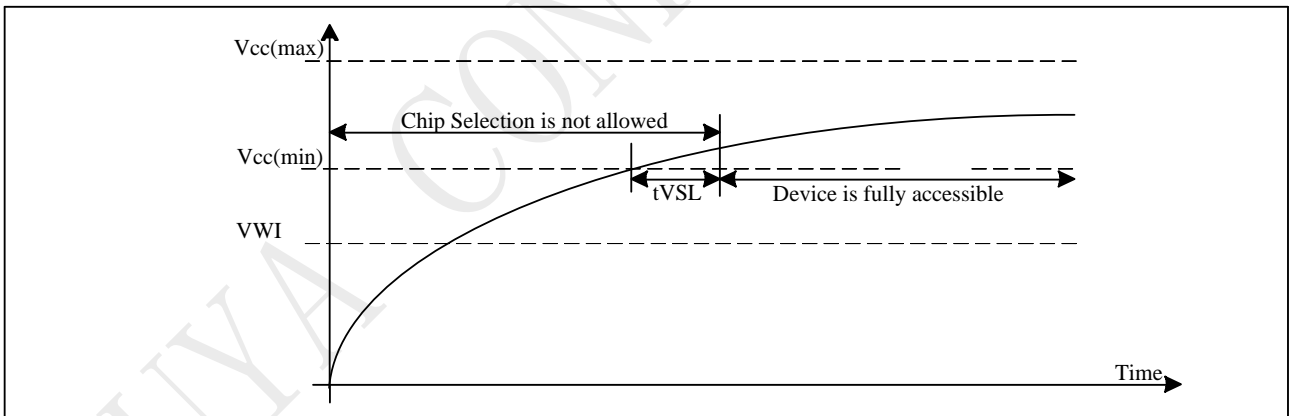 Vcc(max)
Chip Selection is not allowed
Vcc(min)
tVSL
Device is fully accessible
VWI
Time